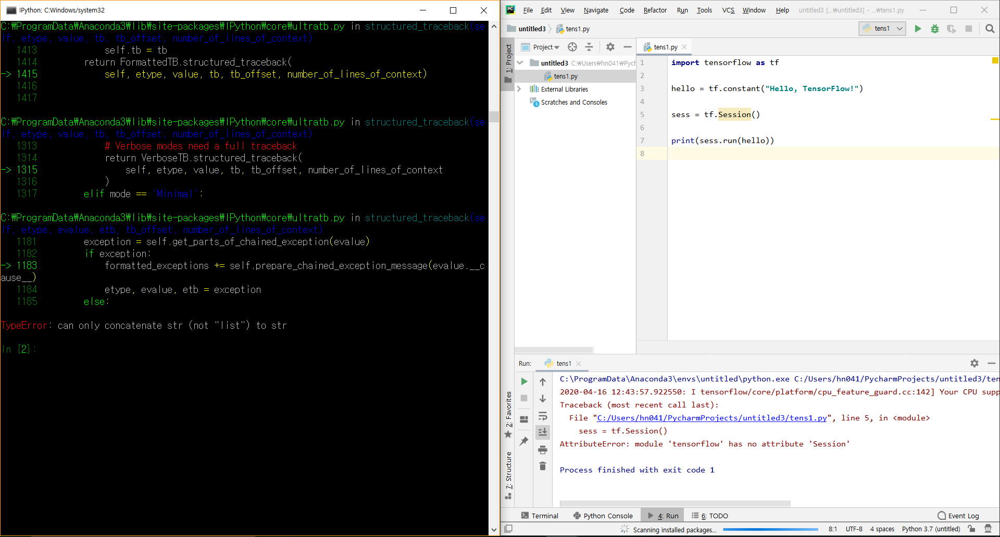 IPython: C:Windows/system32
C:₩ProgramData₩Anaconda3₩lib₩site-packages₩IPython₩core₩ultratb.py in structured_traceback(se
lf, etype, value, tb, tb_offset, number_of_lines_of_context)
1413 self.tb = tb
1414 return FormattedTB.structured_traceback(
-> 1415 self, etype, value, tb, tb_offset, number_of_lines_of_context)
1416
1417
C:₩ProgramData₩Anaconda3₩lib₩site-packages₩IPython₩core₩ultratb.py in structured_traceback(se
lf, etype, value, tb, tb_offset, number_of_lines_of_context)
1313 # Verbose modes need a full traceback
1314 return VerboseTB.structured_traceback(
-> 1315 self, etype, value, tb, tb_offset, number_of_lines_of_context
1316 )
1317 elif mode == 'Minimal':
C:₩ProgramData₩Anaconda3₩lib₩site-packages₩IPython₩core₩ultratb.py in structured_traceback(se
lf, etype, evalue, etb, tb_offset, number_of_lines_of_context)
1181 exception = self.get_parts_of_chained_exception(evalue)
1182 if exception:
-> 1183 formatted_exceptions += self.prepare_chained_exception_message(evalue.__c
ause__)
1184 etype, evalue, etb = exception
1185 else:
TypeError: can only concatenate str (not "list") to str
In [2]:
PC File Edit View Navigate Code Refactor Run Tools VCS Window Help untitled3 [...₩untitled3] - ...₩tens1.py
untitled3 tens1.py tens1
1: Project
Project
untitled3 C:₩Users₩hn041₩Pych
tens1.py
External Libraries
Scratches and Consoles
tens1.py
1 import tensorflow as tf
2
3 hello = tf.constant("Hello, TensorFlow!")
4
5 sess = tf.Session()
6
7 print(sess.run(hello))
8
Run: tens1
2: Favorites
7: Structure
C:\ProgramData\Anaconda3\envs\untitled\python.exe C:/Users/hn041/PycharmProjects/untitled3/ten
2020-04-16 12:43:57.922550: I tensorflow/core/platform/cpu_feature_guard.cc:142] Your CPU supp
Traceback (most recent call last):
File "C:/Users/hn041/PycharmProjects/untitled3/tens1.py", line 5, in <module>
sess = tf.Session()
AttributeError: module 'tensorflow' has no attribute 'Session'
Process finished with exit code 1
Terminal Python Console 4: Run 6: TODO Event Log
Scanning installed packages... 8:1 UTF-8 4 spaces Python 3.7 (untitled)